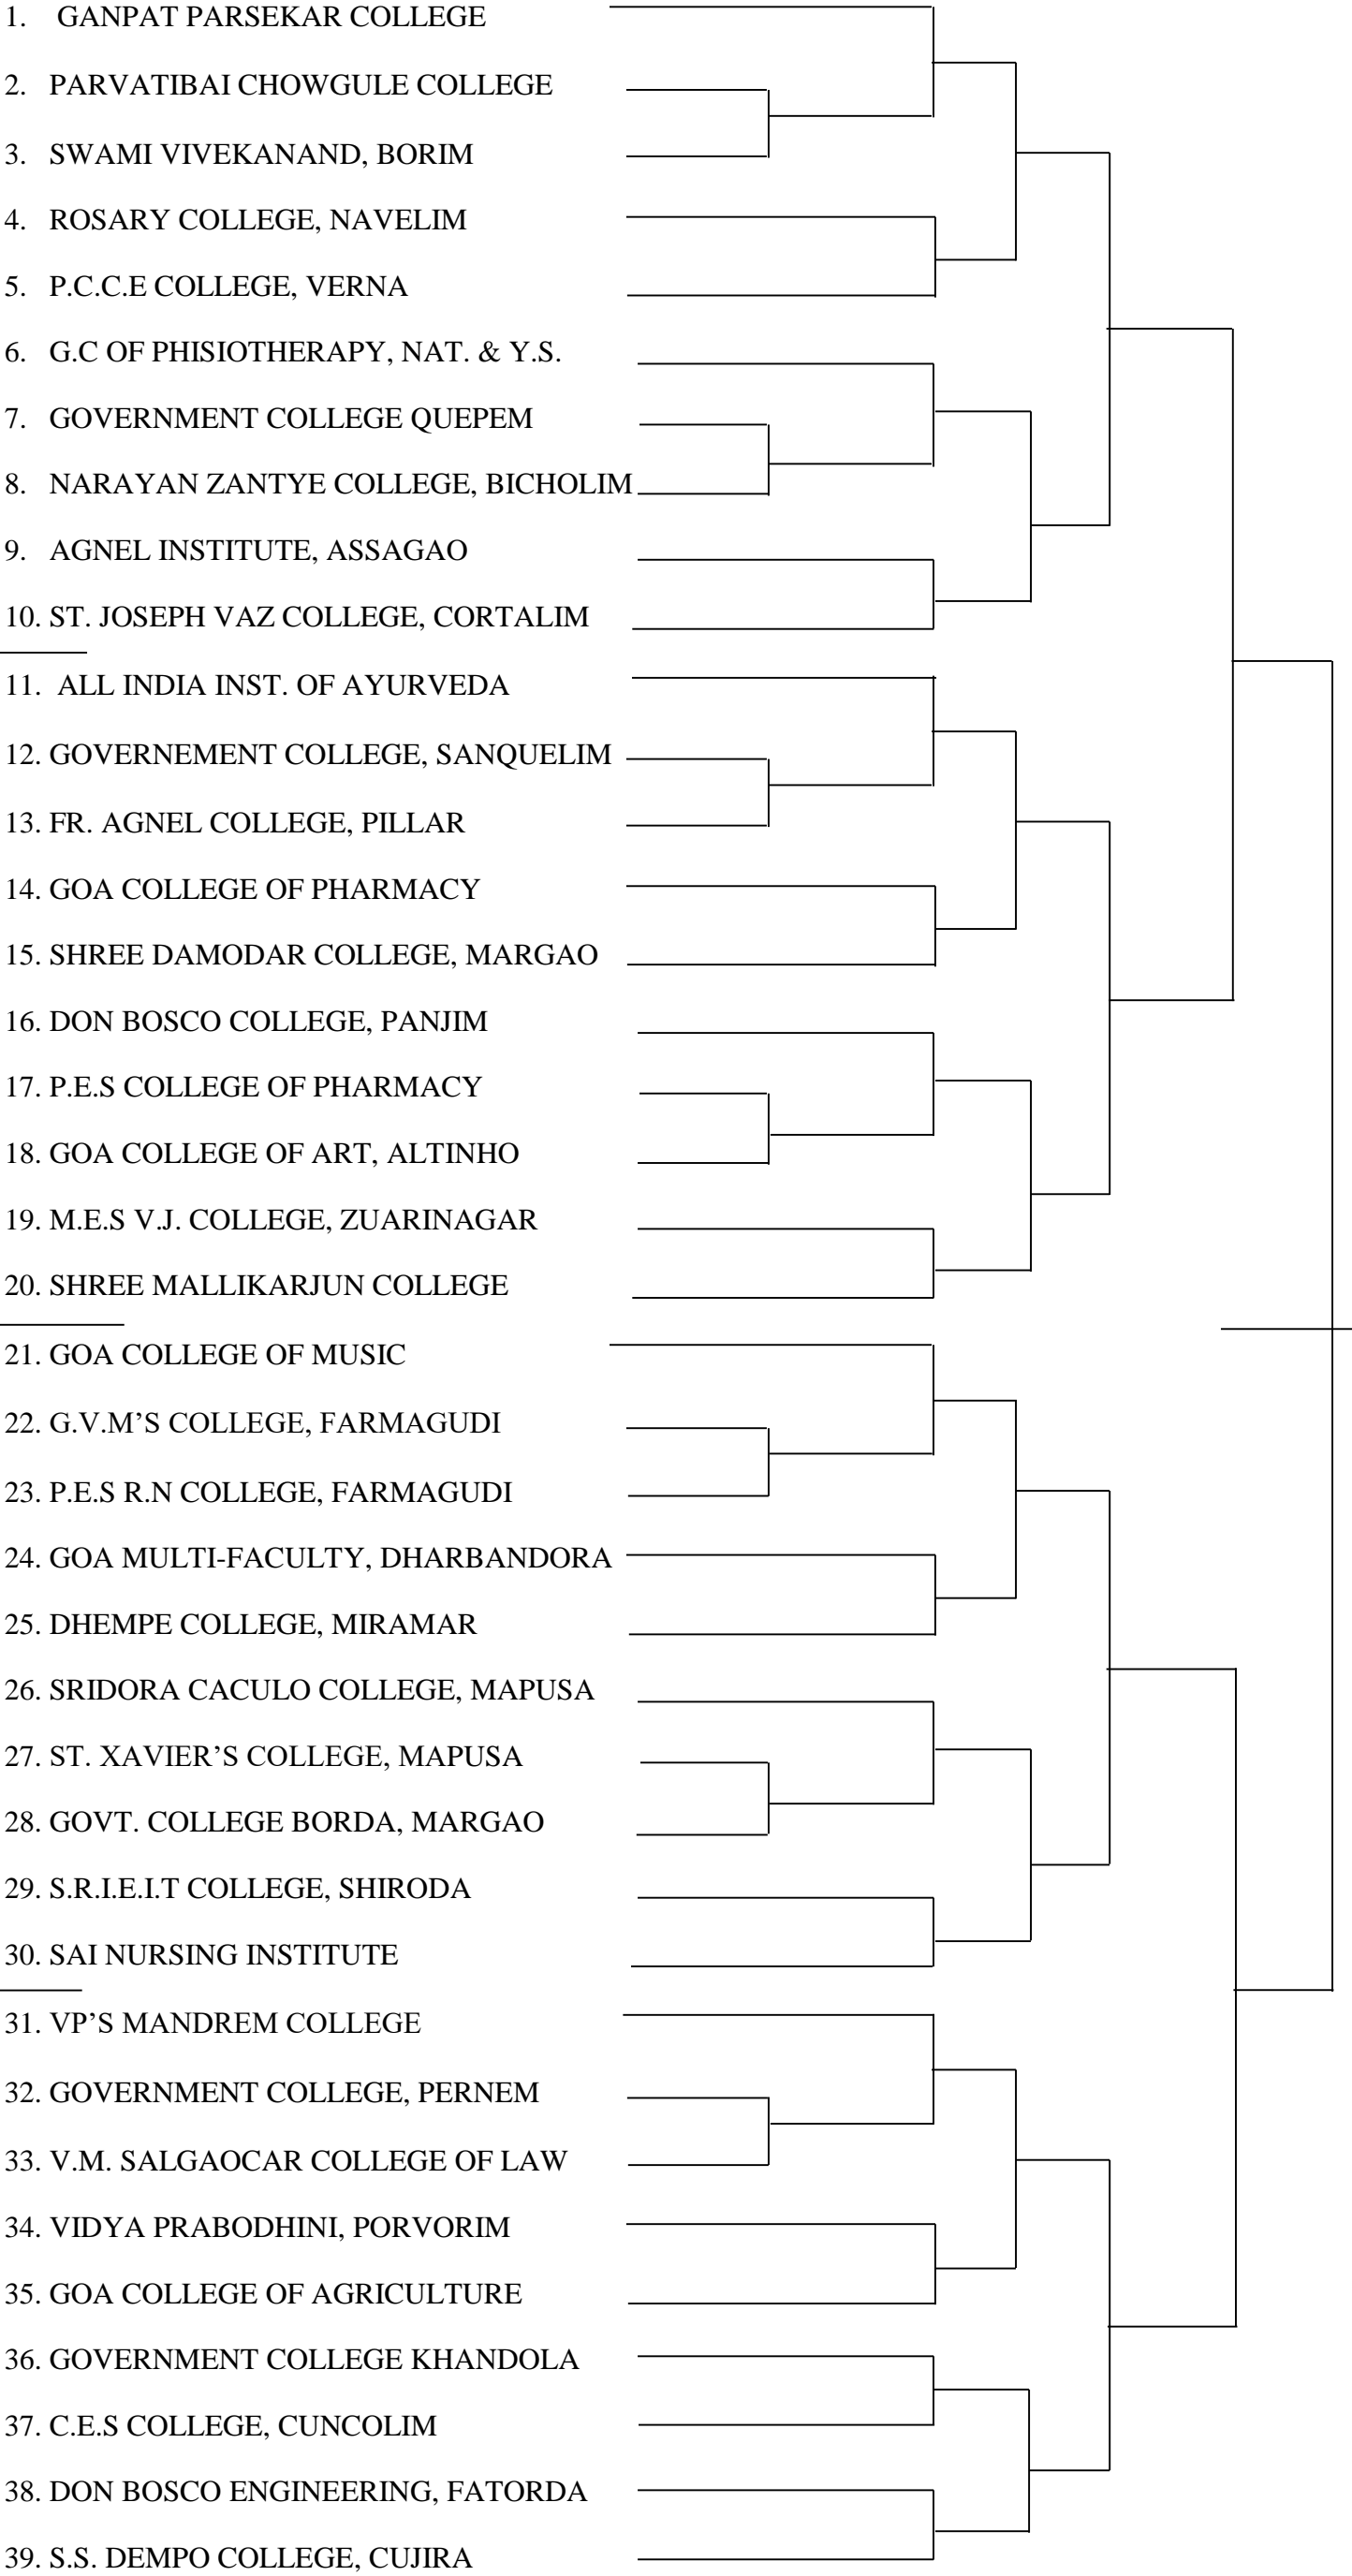 1. GANPAT PARSEKAR COLLEGE
2. PARVATIBAI CHOWGULE COLLEGE
3. SWAMI VIVEKANAND, BORIM
4. ROSARY COLLEGE, NAVELIM
5. P.C.C.E COLLEGE, VERNA
6. G.C OF PHISIOTHERAPY, NAT. & Y.S.
7. GOVERNMENT COLLEGE QUEPEM
8. NARAYAN ZANTYE COLLEGE, BICHOLIM
9. AGNEL INSTITUTE, ASSAGAO
10. ST. JOSEPH VAZ COLLEGE, CORTALIM
11. ALL INDIA INST. OF AYURVEDA
12. GOVERNEMENT COLLEGE, SANQUELIM
13. FR. AGNEL COLLEGE, PILLAR
14. GOA COLLEGE OF PHARMACY
15. SHREE DAMODAR COLLEGE, MARGAO
16. DON BOSCO COLLEGE, PANJIM
17. P.E.S COLLEGE OF PHARMACY
18. GOA COLLEGE OF ART, ALTINHO
19. M.E.S V.J. COLLEGE, ZUARINAGAR
20. SHREE MALLIKARJUN COLLEGE
21. GOA COLLEGE OF MUSIC
22. G.V.M’S COLLEGE, FARMAGUDI
23. P.E.S R.N COLLEGE, FARMAGUDI
24. GOA MULTI-FACULTY, DHARBANDORA
25. DHEMPE COLLEGE, MIRAMAR
26. SRIDORA CACULO COLLEGE, MAPUSA
27. ST. XAVIER’S COLLEGE, MAPUSA
28. GOVT. COLLEGE BORDA, MARGAO
29. S.R.I.E.I.T COLLEGE, SHIRODA
30. SAI NURSING INSTITUTE
31. VP’S MANDREM COLLEGE
32. GOVERNMENT COLLEGE, PERNEM
33. V.M. SALGAOCAR COLLEGE OF LAW
34. VIDYA PRABODHINI, PORVORIM
35. GOA COLLEGE OF AGRICULTURE
36. GOVERNMENT COLLEGE KHANDOLA
37. C.E.S COLLEGE, CUNCOLIM
38. DON BOSCO ENGINEERING, FATORDA
39. S.S. DEMPO COLLEGE, CUJIRA